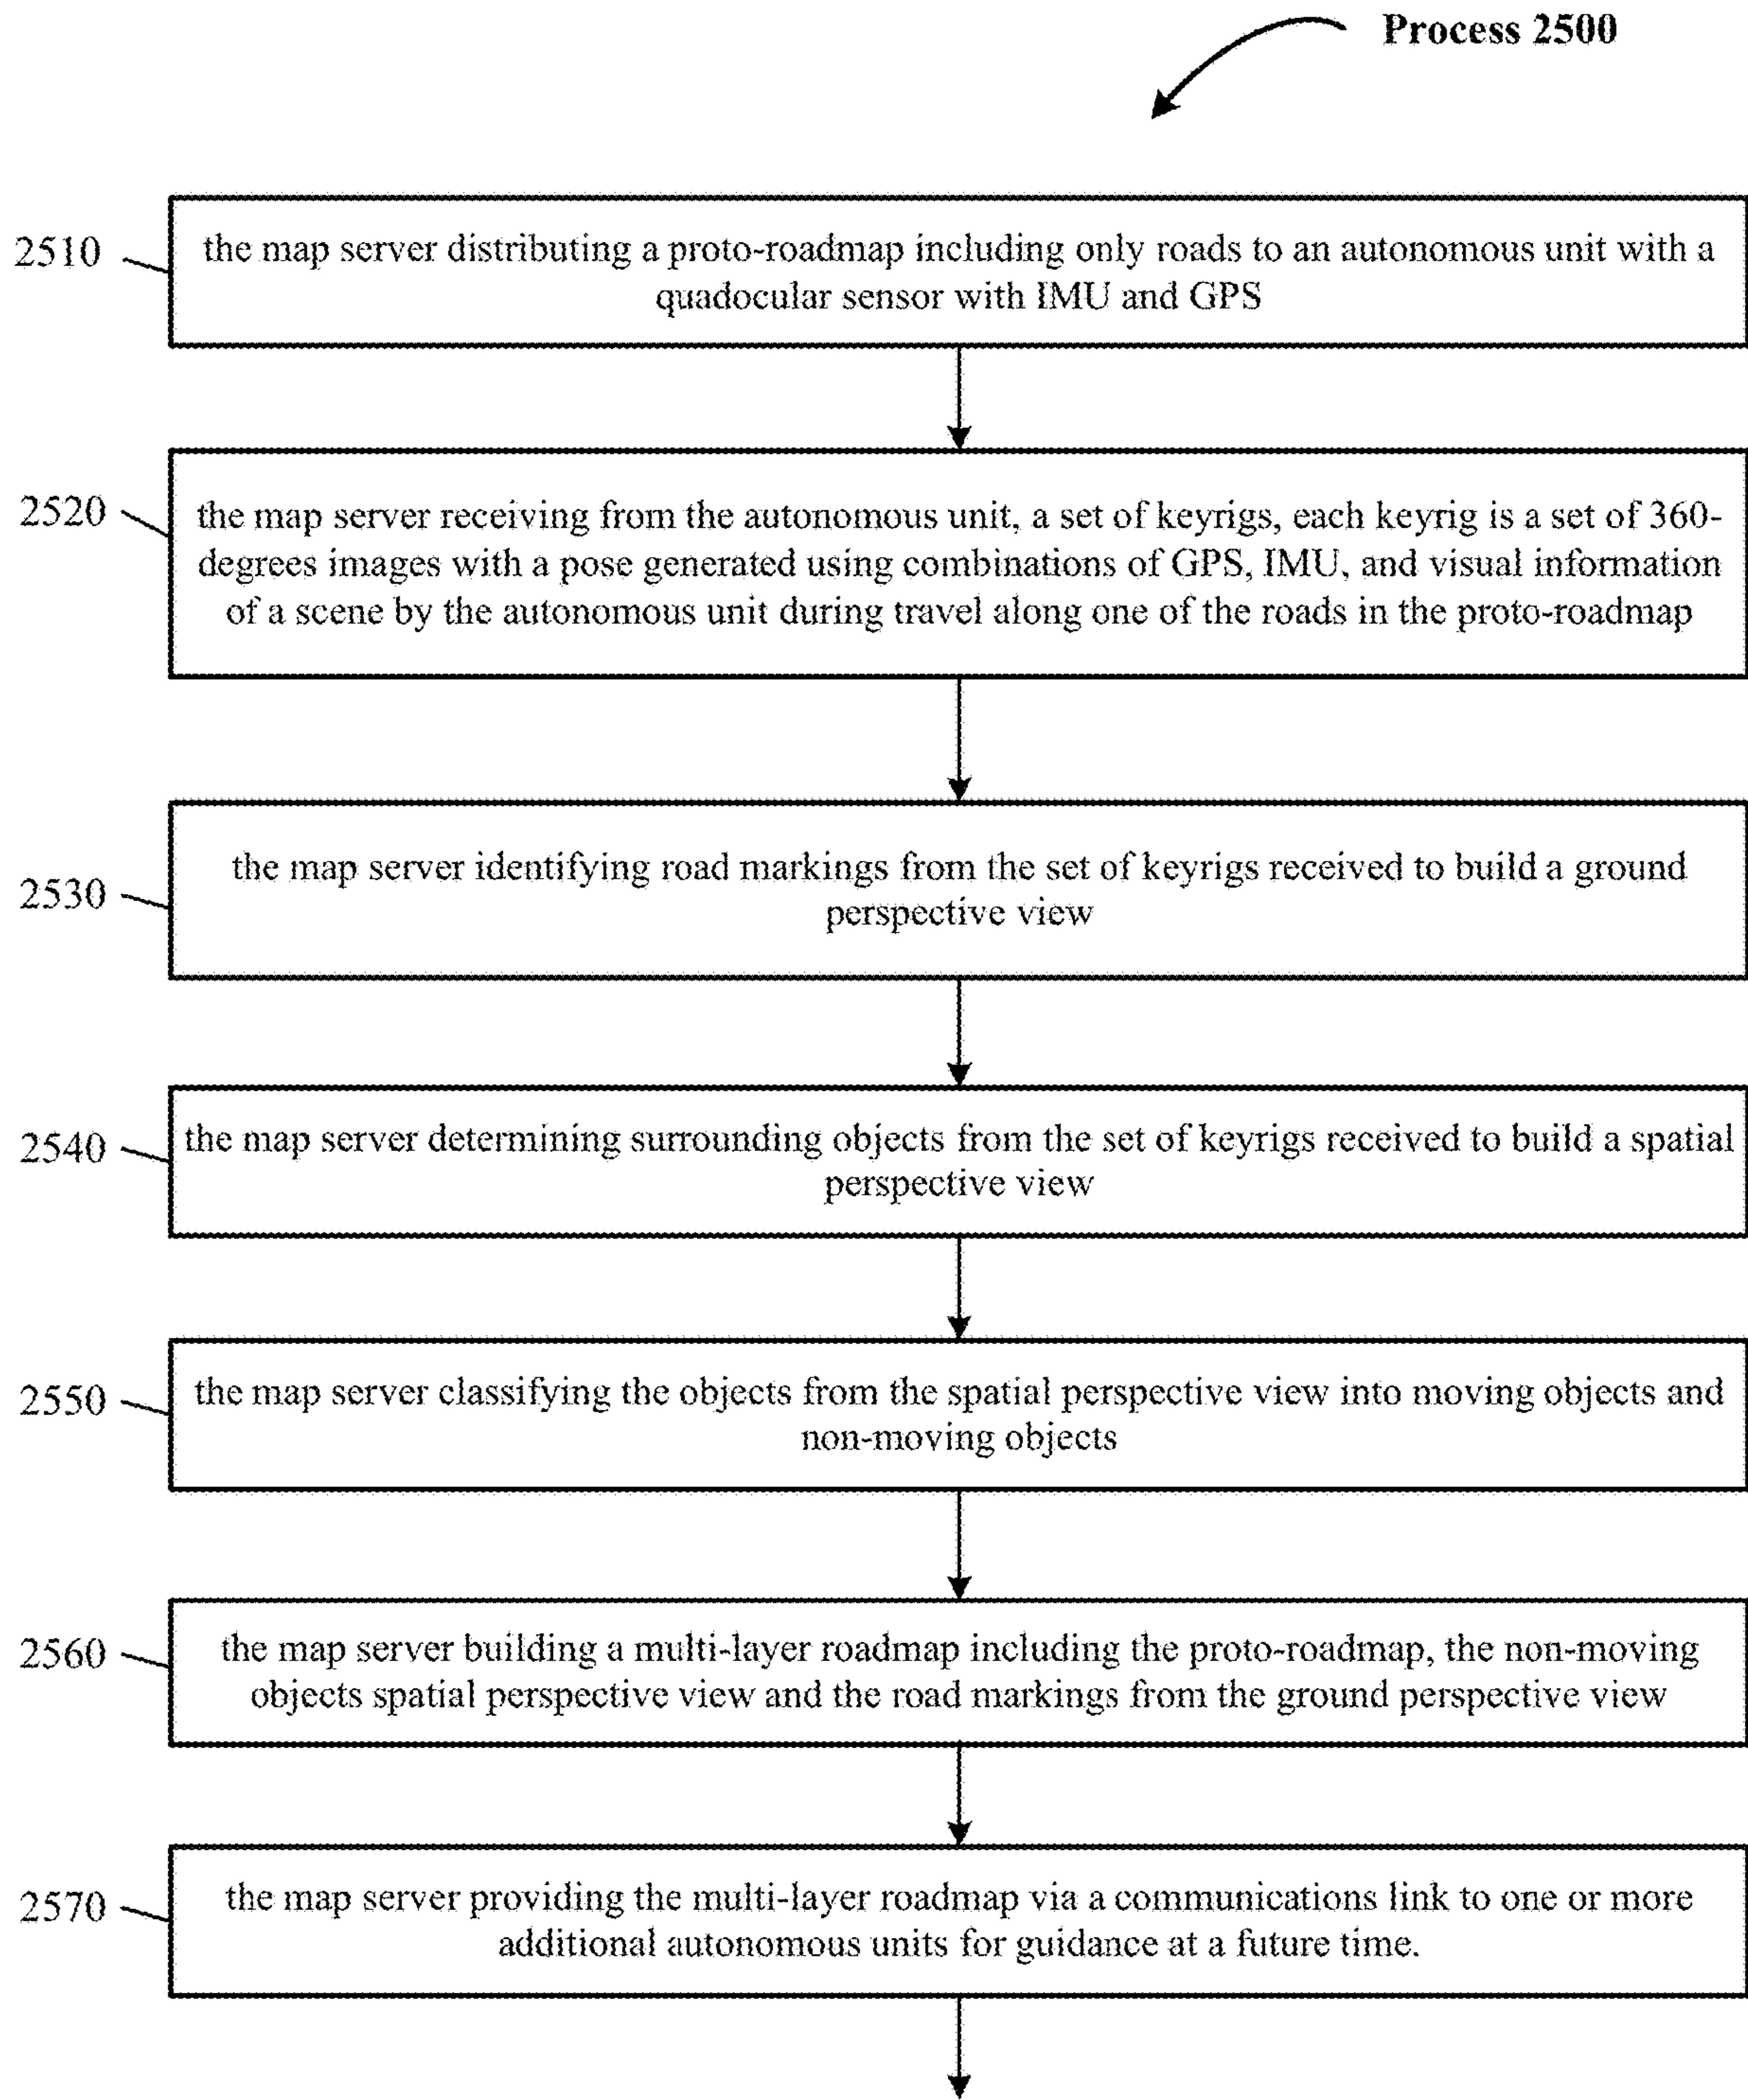 Process 2500
2510
the map server distributing a proto-roadmap including only roads to an autonomous unit with a
quadocular sensor with IMU and GPS
2520
the map server receiving from the autonomous unit, a set of keyrigs, each keyrig is a set of 360-
degrees images with a pose generated using combinations of GPS, IMU, and visual information
of a scene by the autonomous unit during travel along one of the roads in the proto-roadmap
2530
the map server identifying road markings from the set of keyrigs received to build a ground
perspective view
2540
the map server determining surrounding objects from the set of keyrigs received to build a spatial
perspective view
2550
the map server classifying the objects from the spatial perspective view into moving objects and
non-moving objects
2560
the map server building a multi-layer roadmap including the proto-roadmap, the non-moving
objects spatial perspective view and the road markings from the ground perspective view
2570
the map server providing the multi-layer roadmap via a communications link to one or more
additional autonomous units for guidance at a future time.